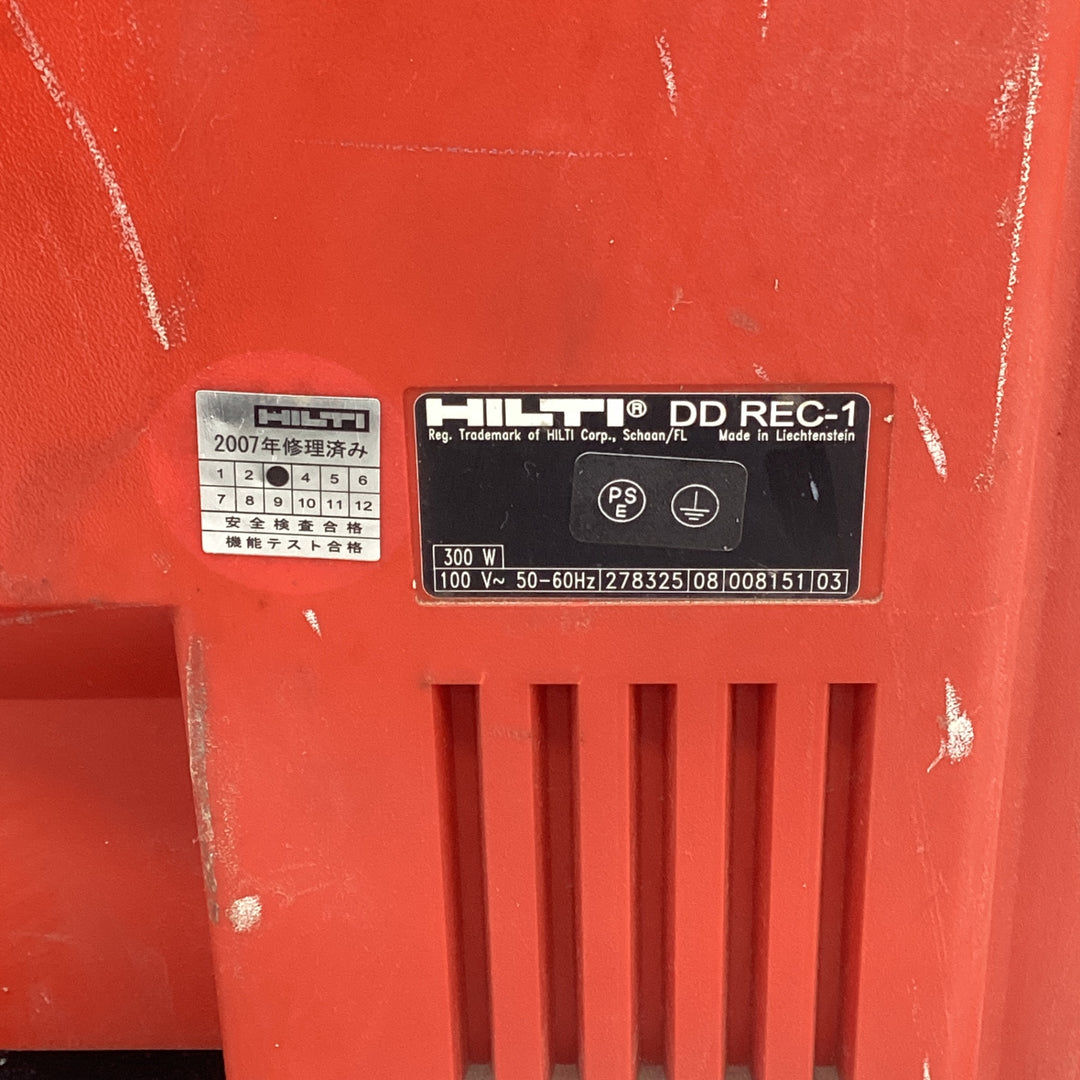 HILTI
2007年修理済み
1 2 ● 4 5 6
7 8 9 10 11 12
安全検査合格
機能テスト合格
HILTI® DD REC-1
Reg. Trademark of HILTI Corp., Schaan/FL Made in Liechtenstein
PS
E
300 W
100 V~ 50-60Hz 278325 08 008151 03